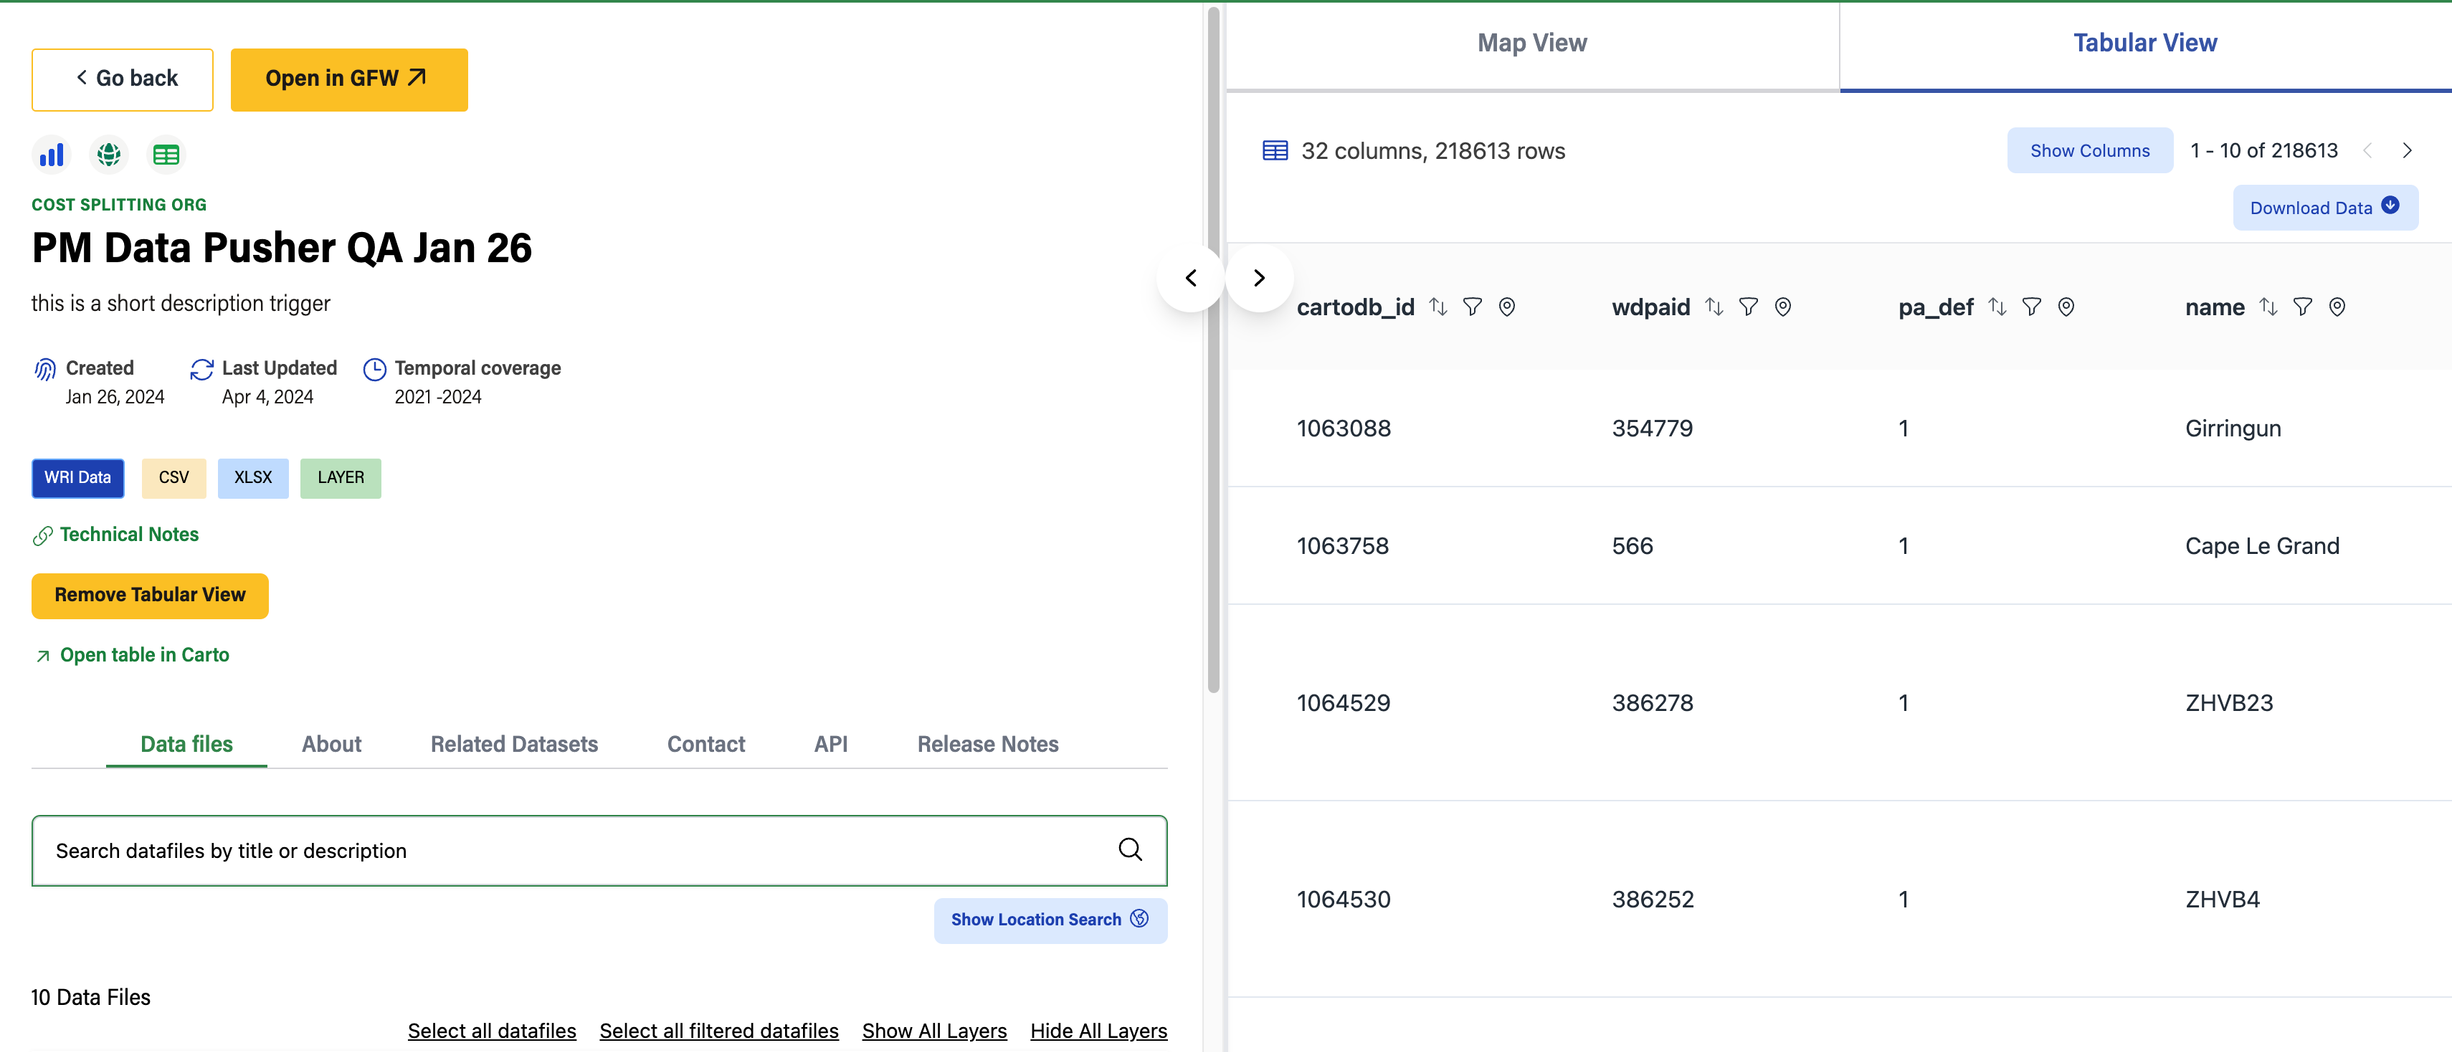 Go back
Open in GFW
COST SPLITTING ORG
PM Data Pusher QA Jan 26
this is a short description trigger
Created Last Updated Temporal coverage
Jan 26, 2024 Apr 4, 2024 2021 -2024
WRI Data CSV XLSX LAYER
Technical Notes
Remove Tabular View
Open table in Carto
Data files About Related Datasets Contact API Release Notes
Search datafiles by title or description
Show Location Search
10 Data Files
Select all datafiles Select all filtered datafiles Show All Layers Hide All Layers
Map View Tabular View
32 columns, 218613 rows Show Columns 1 - 10 of 218613
Download Data
cartodb_id wdpaid pa_def name
1063088 354779 1 Girringun
1063758 566 1 Cape Le Grand
1064529 386278 1 ZHVB23
1064530 386252 1 ZHVB4